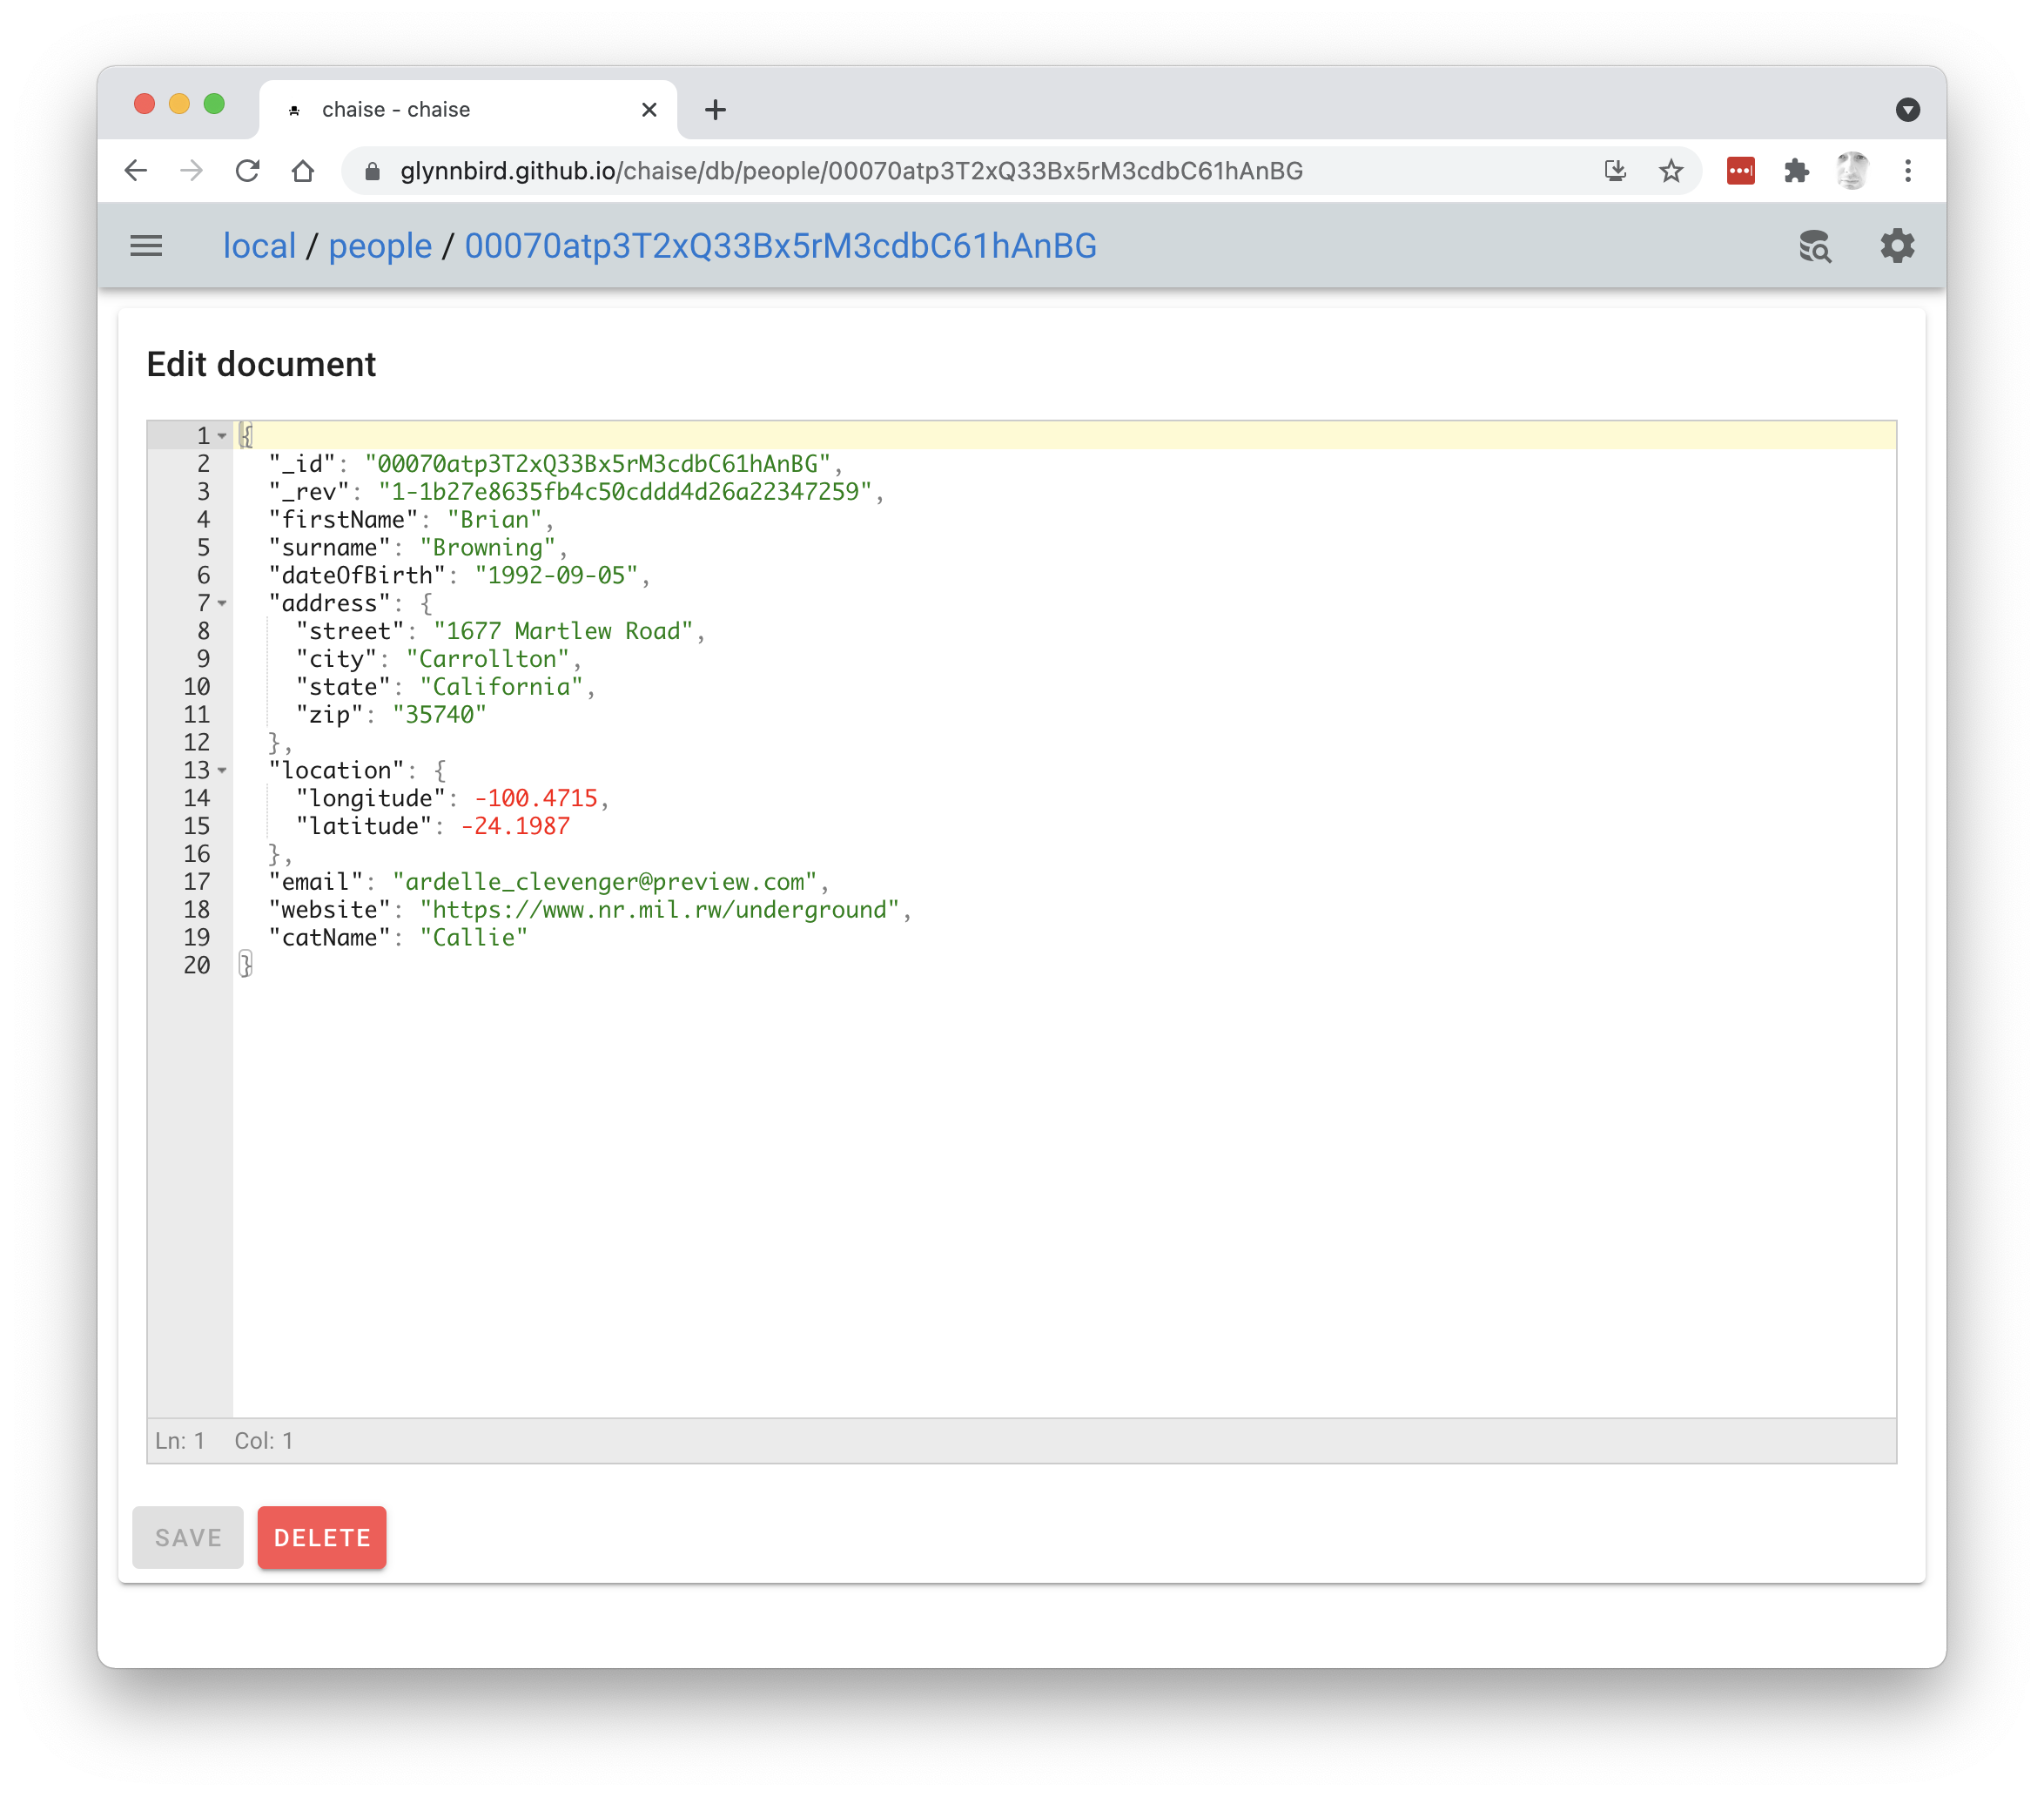 chaise - chaise
glynnbird.github.io/chaise/db/people/00070atp3T2xQ33Bx5rM3cdbC61hAnBG
local / people / 00070atp3T2xQ33Bx5rM3cdbC61hAnBG
Edit document
1 {
2 "_id": "00070atp3T2xQ33Bx5rM3cdbC61hAnBG",
3 "_rev": "1-1b27e8635fb4c50cddd4d26a22347259",
4 "firstName": "Brian",
5 "surname": "Browning",
6 "dateOfBirth": "1992-09-05",
7 "address": {
8 "street": "1677 Martlew Road",
9 "city": "Carrollton",
10 "state": "California",
11 "zip": "35740"
12 },
13 "location": {
14 "longitude": -100.4715,
15 "latitude": -24.1987
16 },
17 "email": "ardelle_clevenger@preview.com",
18 "website": "https://www.nr.mil.rw/underground",
19 "catName": "Callie"
20 }
Ln: 1 Col: 1
SAVE DELETE